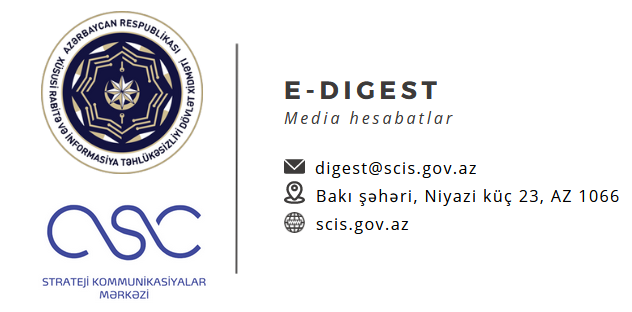 AZƏRBAYCAN RESPUBLİKASI
XÜSUSİ RABİTƏ VƏ İNFORMASİYA TƏHLÜKƏSİZLİYİ DÖVLƏT XİDMƏTİ
CSC
STRATEJİ KOMMUNİKASİYALAR
MƏRKƏZİ
E-DIGEST
Media hesabatlar
digest@scis.gov.az
Bakı şəhəri, Niyazi küç 23, AZ 1066
scis.gov.az